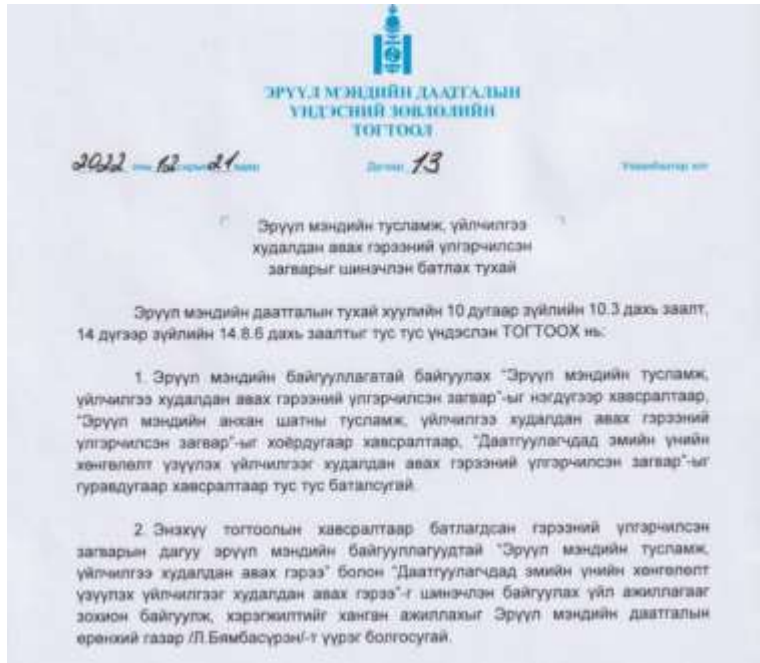 ЭРҮҮЛ МЭНДИЙН ДААТГАЛЫН
ҮНДЭСНИЙ ЗӨВЛӨЛИЙН
ТОГТООЛ
2022 оны 12 сарын 21 өдөр Дугаар 13 Улаанбаатар хот
Эрүүл мэндийн тусламж, үйлчилгээ
худалдан авах гэрээний үлгэрчилсэн
загварыг шинэчлэн батлах тухай
Эрүүл мэндийн даатгалын тухай хуулийн 10 дугаар зүйлийн 10.3 дахь заалт,
14 дүгээр зүйлийн 14.8.6 дахь заалтыг тус тус үндэслэн ТОГТООХ нь:
1. Эрүүл мэндийн байгууллагатай байгуулах "Эрүүл мэндийн тусламж,
үйлчилгээ худалдан авах гэрээний үлгэрчилсэн загвар"-ыг нэгдүгээр хавсралтаар,
"Эрүүл мэндийн анхан шатны тусламж, үйлчилгээ худалдан авах гэрээний
үлгэрчилсэн загвар"-ыг хоёрдугаар хавсралтаар, "Даатгуулагчдад эмийн үнийн
хөнгөлөлт үзүүлэх үйлчилгээг худалдан авах гэрээний үлгэрчилсэн загвар"-ыг
гуравдугаар хавсралтаар тус тус баталсугай.
2. Энэхүү тогтоолын хавсралтаар батлагдсан гэрээний үлгэрчилсэн
загварын дагуу эрүүл мэндийн байгууллагуудтай "Эрүүл мэндийн тусламж,
үйлчилгээ худалдан авах гэрээ" болон "Даатгуулагчдад эмийн үнийн хөнгөлөлт
үзүүлэх үйлчилгээг худалдан авах гэрээ"-г шинэчлэн байгуулах үйл ажиллагааг
зохион байгуулж, хэрэгжилтийг ханган ажиллахыг Эрүүл мэндийн даатгалын
ерөнхий газар /Л.Бямбасүрэн/-т үүрэг болгосугай.